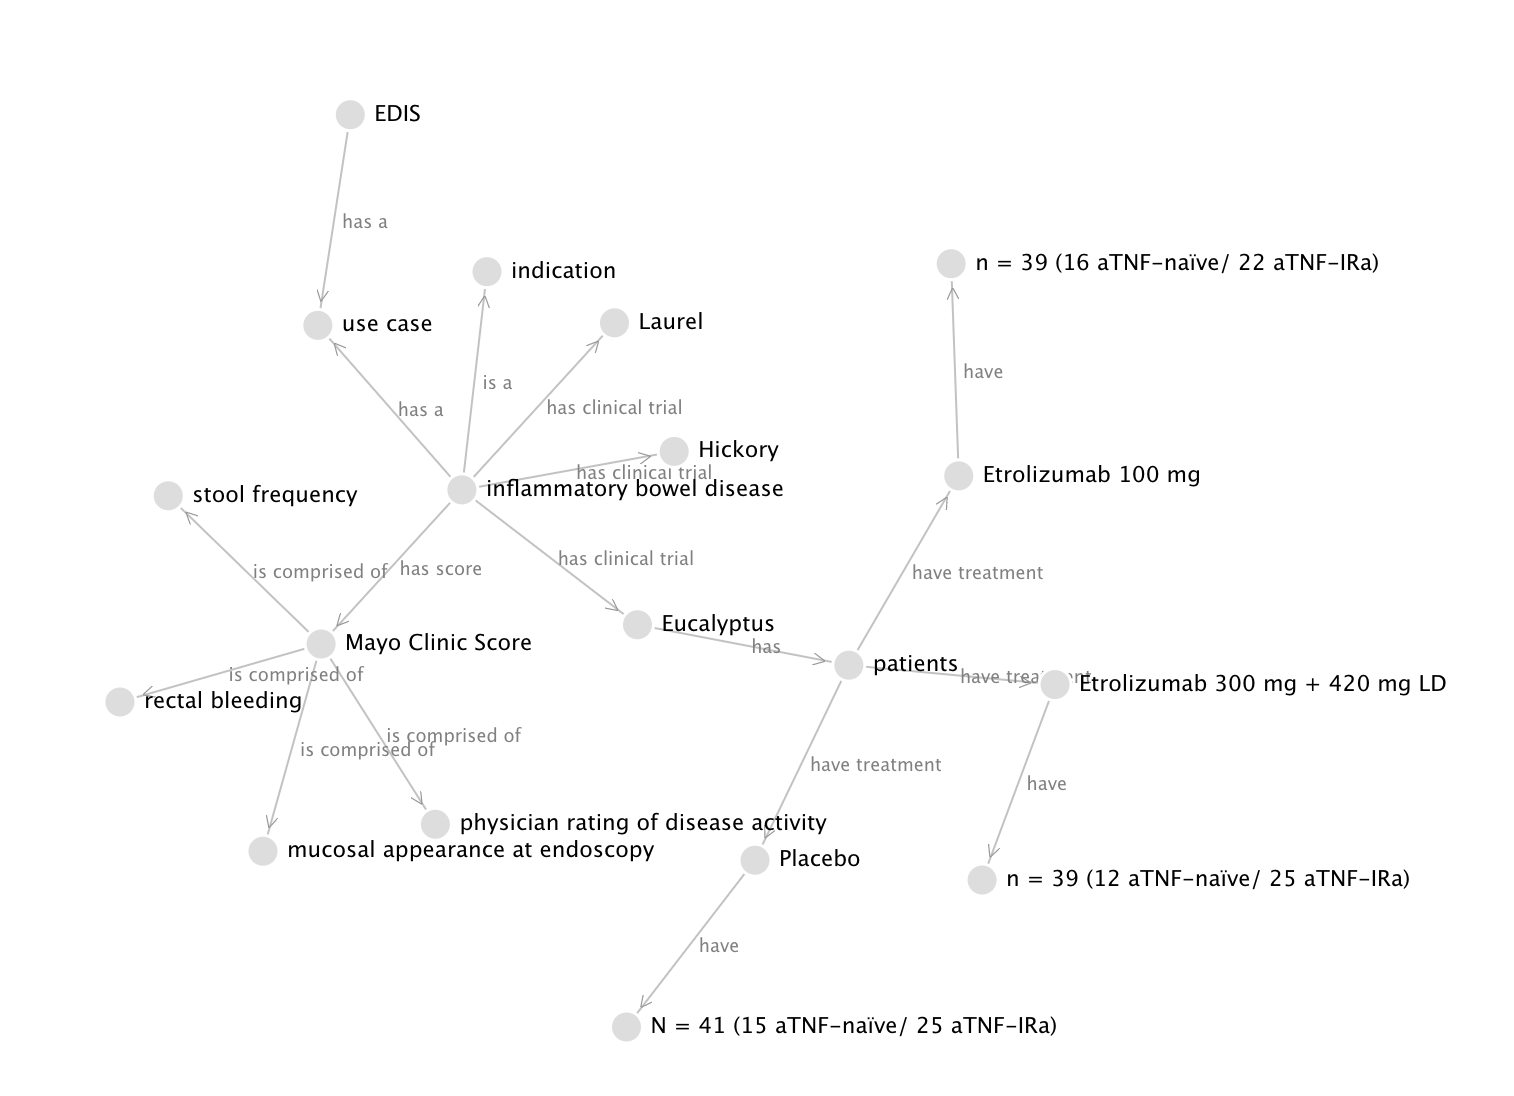 EDIS
has a
n = 39 (16 aTNF-naïve/ 22 aTNF-IRa)
indication
Laurel
use case
have
is a
has clinical trial
has a
Hickory
has clinical trial
Etrolizumab 100 mg
inflammatory bowel disease
stool frequency
has clinical trial
is comprised of
has score
have treatment
Eucalyptus
Mayo Clinic Score
has
patients
is comprised of
have treatment
Etrolizumab 300 mg + 420 mg LD
rectal bleeding
is comprised of
is comprised of
have treatment
have
physician rating of disease activity
mucosal appearance at endoscopy
Placebo
n = 39 (12 aTNF-naïve/ 25 aTNF-IRa)
have
N = 41 (15 aTNF-naïve/ 25 aTNF-IRa)